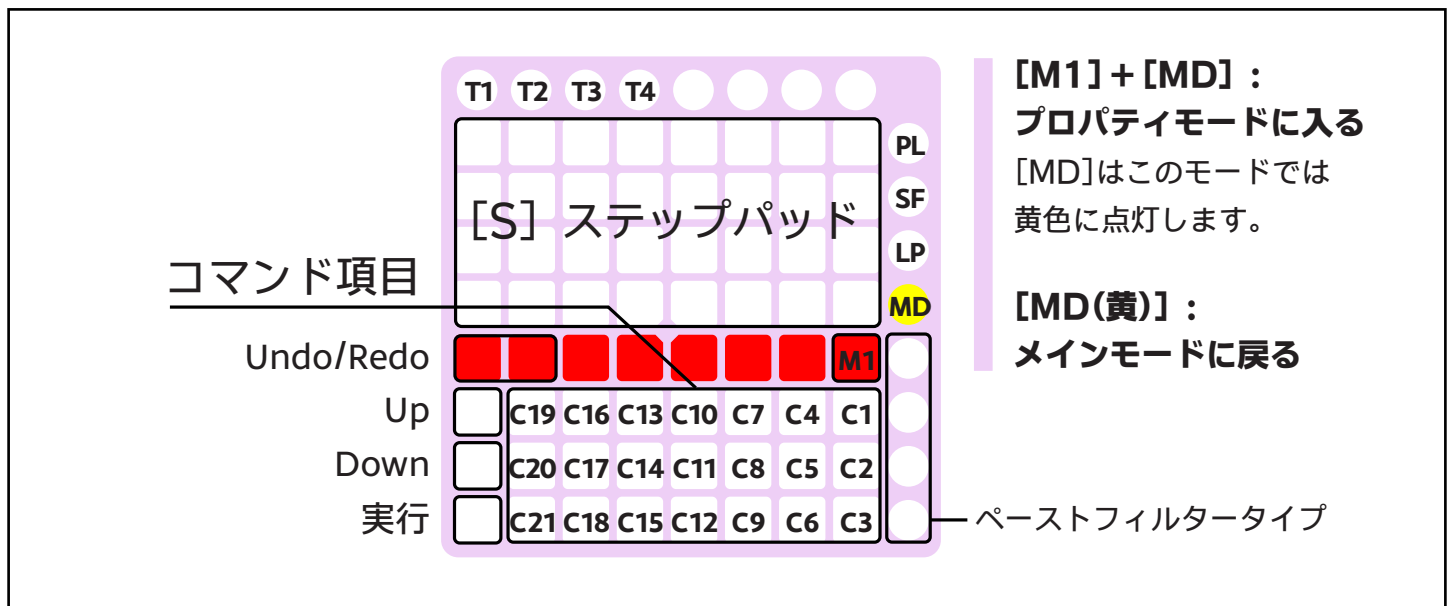 T1 T2 T3 T4
PL
[S] ステップパッド
SF
LP
コマンド項目
MD
Undo/Redo
M1
Up
C19 C16 C13 C10 C7 C4 C1
Down
C20 C17 C14 C11 C8 C5 C2
実行
C21 C18 C15 C12 C9 C6 C3
ペーストフィルタータイプ
[M1]+[MD]:
プロパティモードに入る
[MD]はこのモードでは
黄色に点灯します。
[MD(黄)]:
メインモードに戻る